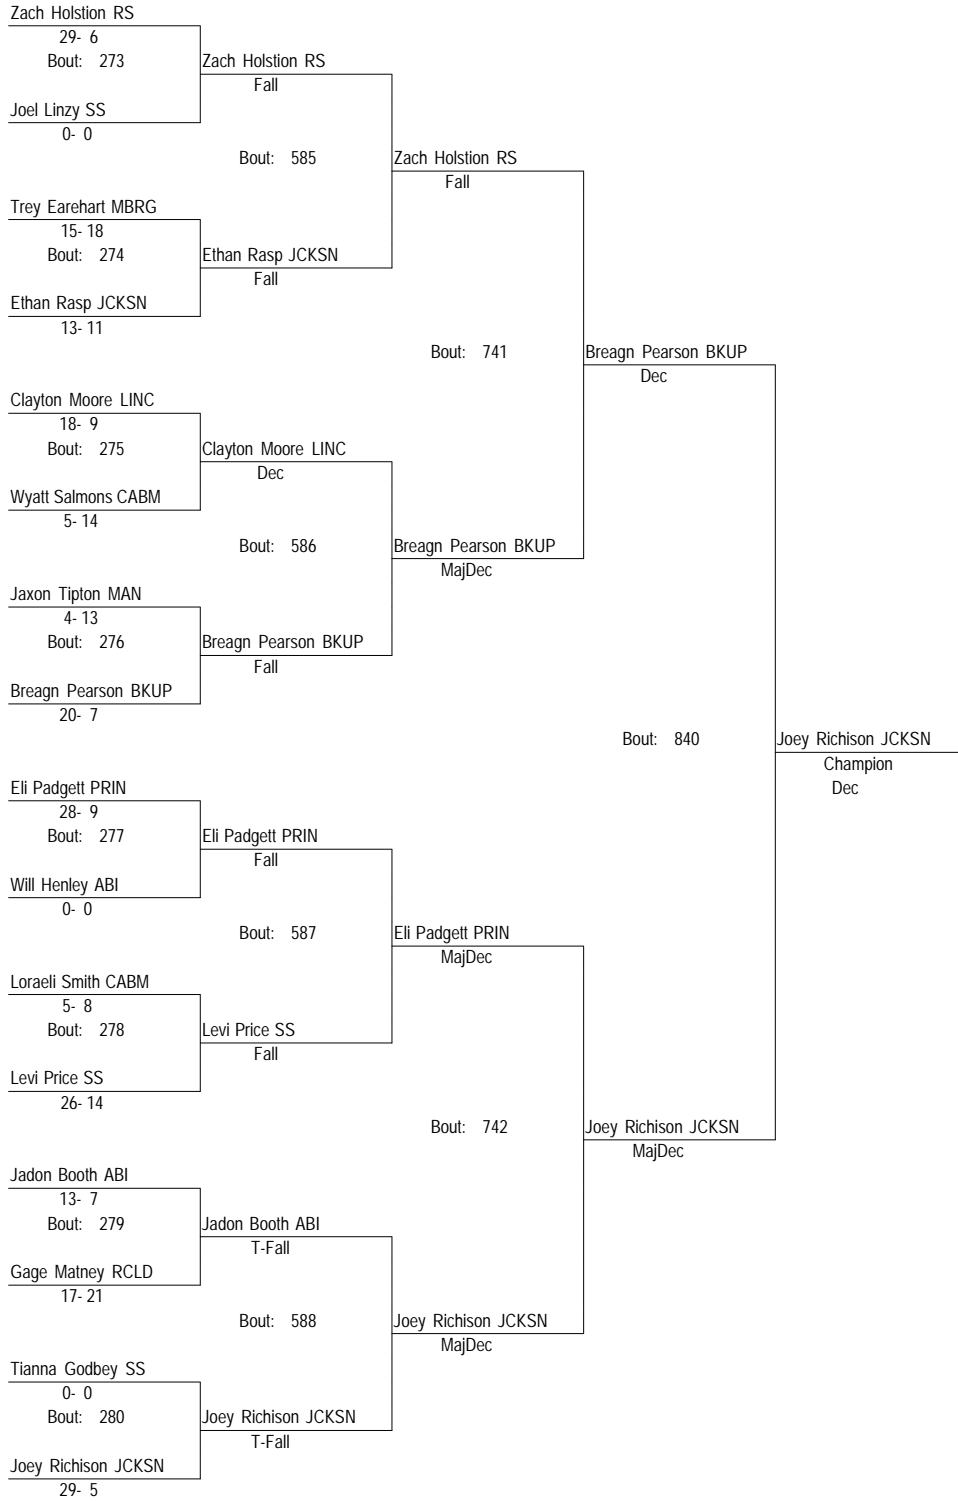 Zach Holstion RS
29- 6
Bout: 273
Zach Holstion RS
Fall
Joel Linzy SS
0- 0
Bout: 585
Zach Holstion RS
Fall
Trey Earehart MBRG
15- 18
Bout: 274
Ethan Rasp JCKSN
Fall
Ethan Rasp JCKSN
13- 11
Bout: 741
Breagn Pearson BKUP
Dec
Clayton Moore LINC
18- 9
Bout: 275
Clayton Moore LINC
Dec
Wyatt Salmons CABM
5- 14
Bout: 586
Breagn Pearson BKUP
MajDec
Jaxon Tipton MAN
4- 13
Bout: 276
Breagn Pearson BKUP
Fall
Breagn Pearson BKUP
20- 7
Bout: 840
Joey Richison JCKSN
Champion
Dec
Eli Padgett PRIN
28- 9
Bout: 277
Eli Padgett PRIN
Fall
Will Henley ABI
0- 0
Bout: 587
Eli Padgett PRIN
MajDec
Loraeli Smith CABM
5- 8
Bout: 278
Levi Price SS
Fall
Levi Price SS
26- 14
Bout: 742
Joey Richison JCKSN
MajDec
Jadon Booth ABI
13- 7
Bout: 279
Jadon Booth ABI
T-Fall
Gage Matney RCLD
17- 21
Bout: 588
Joey Richison JCKSN
MajDec
Tianna Godbey SS
0- 0
Bout: 280
Joey Richison JCKSN
T-Fall
Joey Richison JCKSN
29- 5